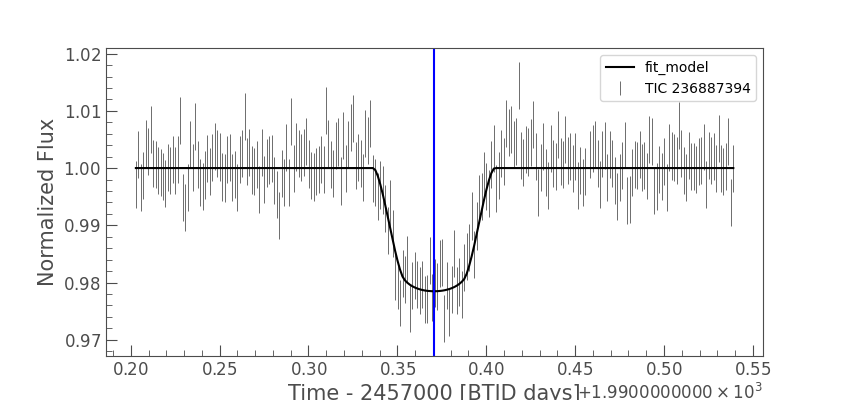 1.02
1.01
1.00
0.99
0.98
0.97
Normalized Flux
fit_model
TIC 236887394
0.20 0.25 0.30 0.35 0.40 0.45 0.50 0.55
Time - 2457000 [BTJD days]
+1.9900000000 × 10³